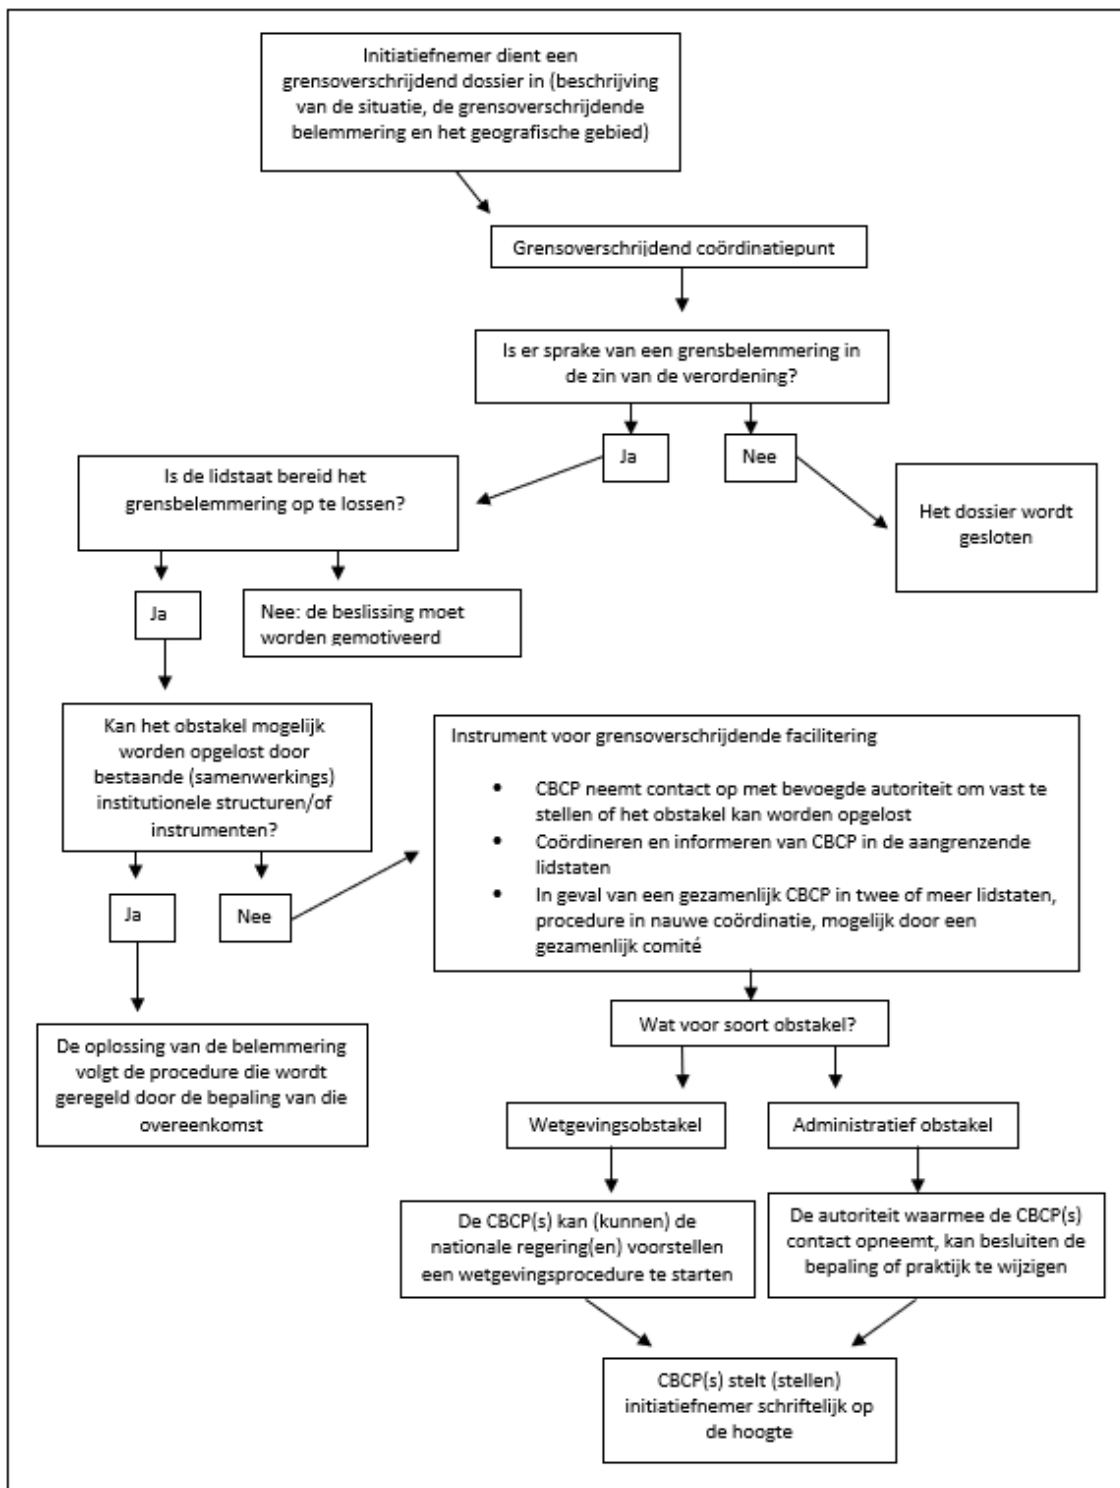 Initiatiefnemer dient een
grensoverschrijdend dossier in (beschrijving
van de situatie, de grensoverschrijdende
belemmering en het geografische gebied)
Grensoverschrijdend coördinatiepunt
Is er sprake van een grensbelemmering in
de zin van de verordening?
Ja
Nee
Het dossier wordt
gesloten
Is de lidstaat bereid het
grensbelemmering op te lossen?
Ja
Nee: de beslissing moet
worden gemotiveerd
Kan het obstakel mogelijk
worden opgelost door
bestaande (samenwerkings)
institutionele structuren/of
instrumenten?
Ja
Nee
De oplossing van de belemmering
volgt de procedure die wordt
geregeld door de bepaling van die
overeenkomst
Instrument voor grensoverschrijdende facilitering
• CBCP neemt contact op met bevoegde autoriteit om vast te
stellen of het obstakel kan worden opgelost
• Coördineren en informeren van CBCP in de aangrenzende
lidstaten
• In geval van een gezamenlijk CBCP in twee of meer lidstaten,
procedure in nauwe coördinatie, mogelijk door een
gezamenlijk comité
Wat voor soort obstakel?
Wetgevingsobstakel
Administratief obstakel
De CBCP(s) kan (kunnen) de
nationale regering(en) voorstellen
een wetgevingsprocedure te starten
De autoriteit waarmee de CBCP(s)
contact opneemt, kan besluiten de
bepaling of praktijk te wijzigen
CBCP(s) stelt (stellen)
initiatiefnemer schriftelijk op
de hoogte